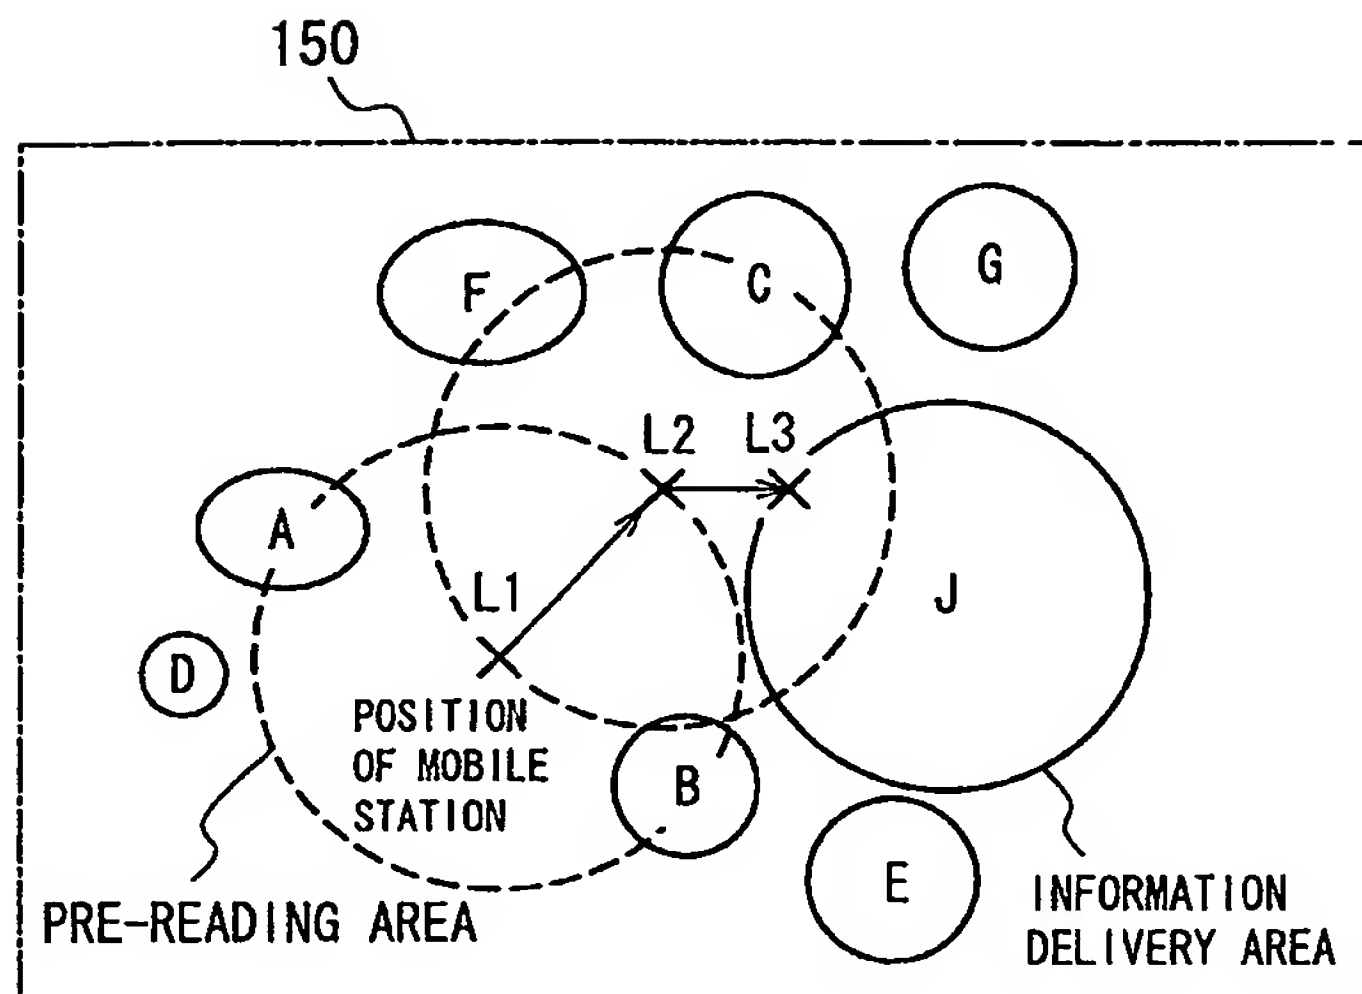 150
F
C
G
L2
L3
A
L1
J
D
POSITION
OF MOBILE
STATION
B
E
PRE-READING AREA
INFORMATION
DELIVERY AREA